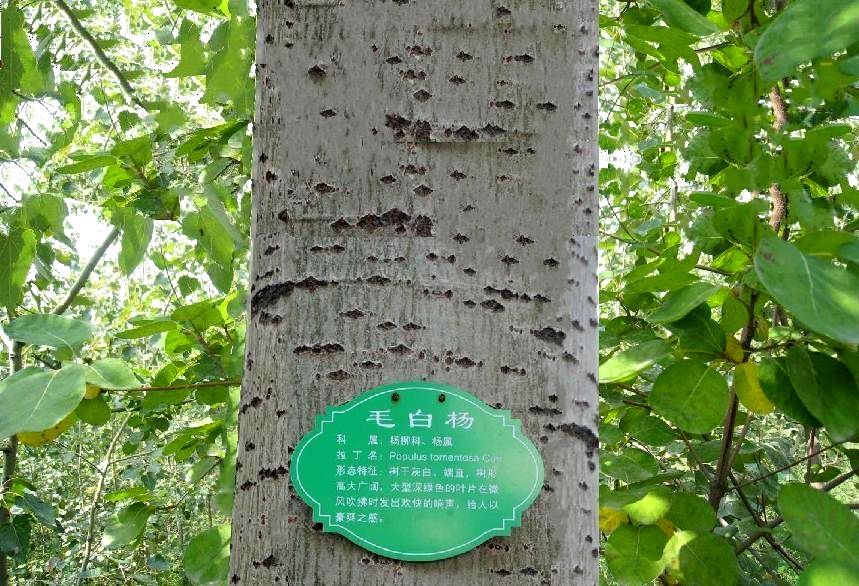 毛白杨
科 属：杨柳科、杨属
拉丁名：Populus tomentosa Carr
形态特征：树干灰白，端直，树形
高大广阔，大型深绿色的叶片在微
风吹拂时发出欢快的响声，给人以
豪爽之感。